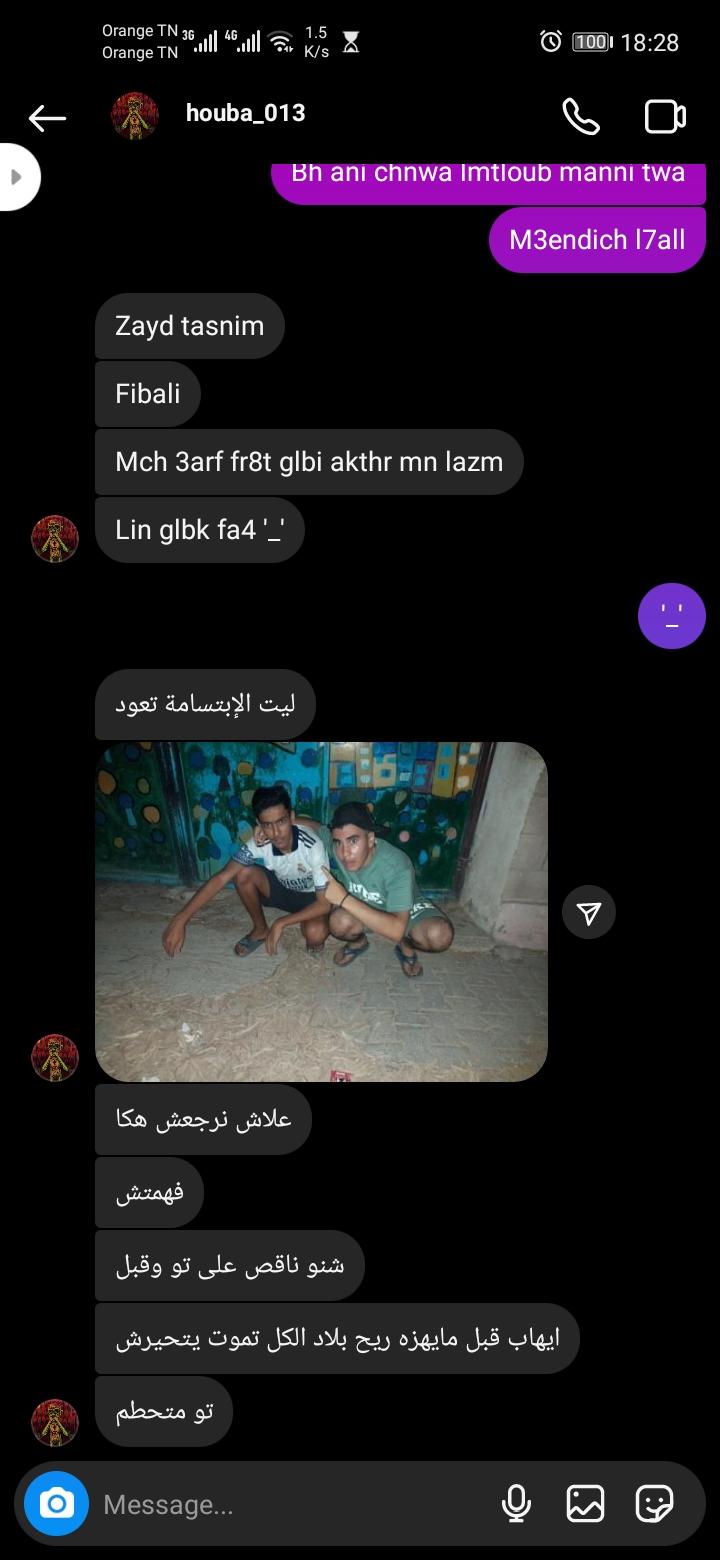 Orange TN 3G 4G 1.5 K/s 100 18:28
Orange TN
houba_013
Bh ani chnwa lmtloub manni twa
M3endich l7all
Zayd tasnim
Fibali
Mch 3arf fr8t glbi akthr mn lazm
Lin glbk fa4 '_'
'_'
ليت الإبتسامة تعود
علاش نرجعش هكا
فهمتش
شنو ناقص على تو وقبل
ايهاب قبل مايهزه ريح بلاد الكل تموت يتحيرش
تو متحطم
Message...